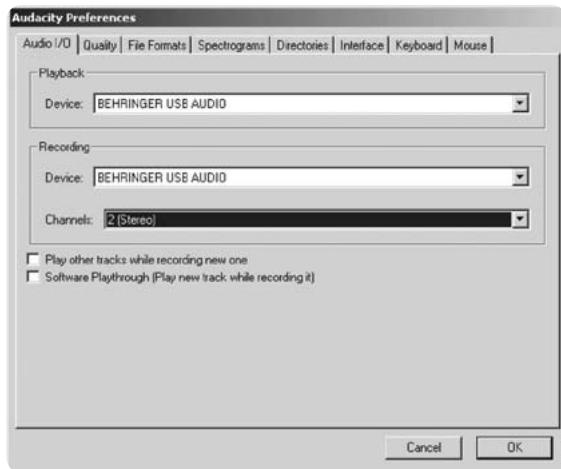 Audacity Preferences
Audio I/O Quality File Formats Spectrograms Directories Interface Keyboard Mouse
Playback
Device: BEHRINGER USB AUDIO
Recording
Device: BEHRINGER USB AUDIO
Channels: 2 (Stereo)
Play other tracks while recording new one
Software Playthrough (Play new track while recording it)
Cancel OK